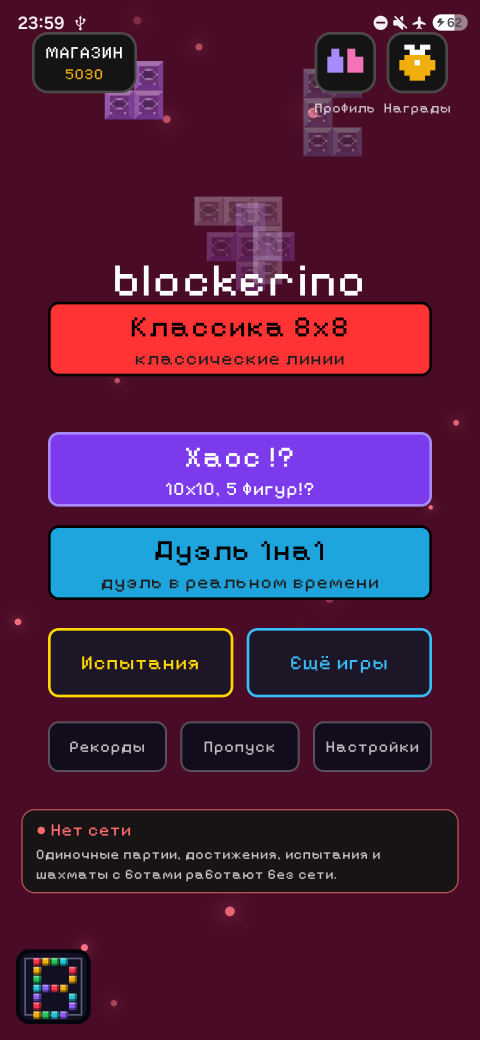 23:59
62
МАГАЗИН
5030
Профиль Награды
blockerino
Классика 8x8
классические линии
Хаос !?
10x10, 5 Фигур!?
Дуэль 1на1
дуэль в реальном времени
Испытания
Ещё игры
Рекорды
Пропуск
Настройки
Нет сети
Одиночные партии, достижения, испытания и
шахматы с ботами работают без сети.
B